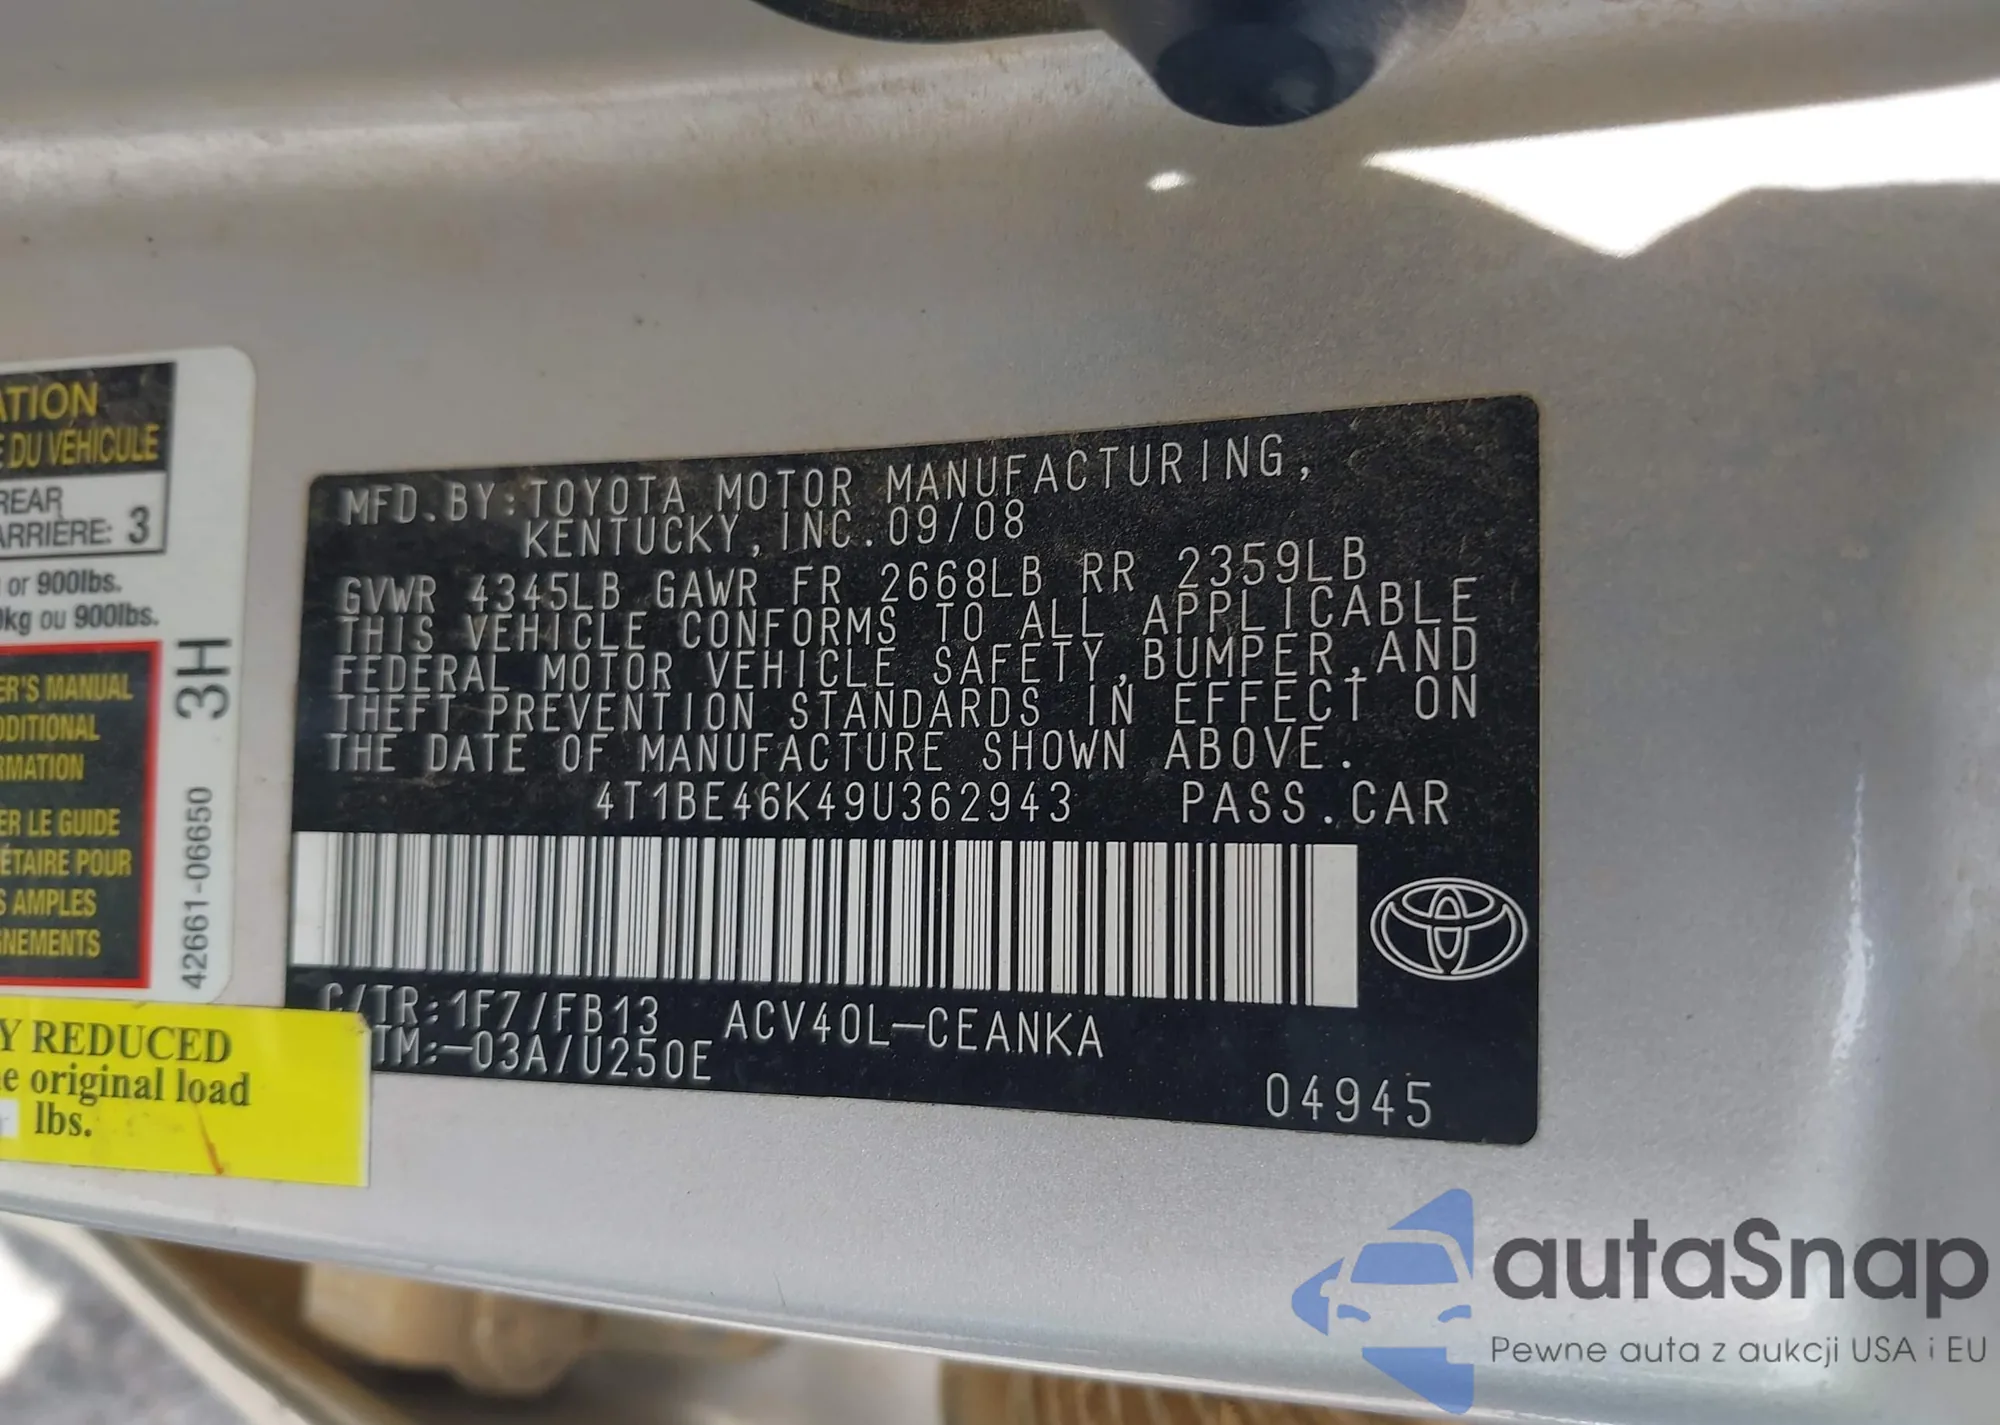 ATION
E DU VÉHICULE
REAR
ARRIÈRE: 3
or 900lbs.
kg ou 900lbs.
ER'S MANUAL
DDITIONAL
RMATION
ER LE GUIDE
ÉTAIRE POUR
S AMPLES
GNEMENTS
3H
42661-06650
Y REDUCED
e original load
lbs.
MFD. BY: TOYOTA MOTOR MANUFACTURING,
KENTUCKY, INC. 09/08
GVWR 4345LB GAWR FR 2668LB RR 2359LB
THIS VEHICLE CONFORMS TO ALL APPLICABLE
FEDERAL MOTOR VEHICLE SAFETY, BUMPER, AND
THEFT PREVENTION STANDARDS IN EFFECT ON
THE DATE OF MANUFACTURE SHOWN ABOVE.
4T1BE46K49U362943 PASS. CAR
C/TR: 1F7/FB13 ACV40L-CEANKA
TM:-03A/U250E
04945
autaSnap
Pewne auta z aukcji USA i EU